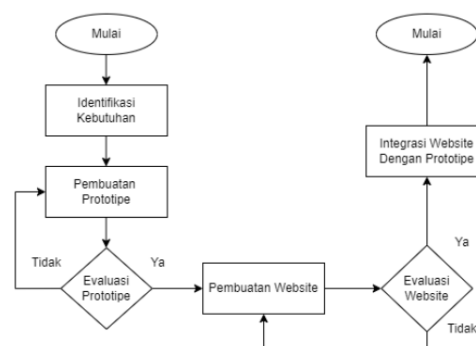 Mulai
Identifikasi
Kebutuhan
Pembuatan
Prototipe
Tidak
Ya
Evaluasi
Prototipe
Pembuatan Website
Evaluasi
Website
Tidak
Ya
Integrasi Website
Dengan Prototipe
Mulai